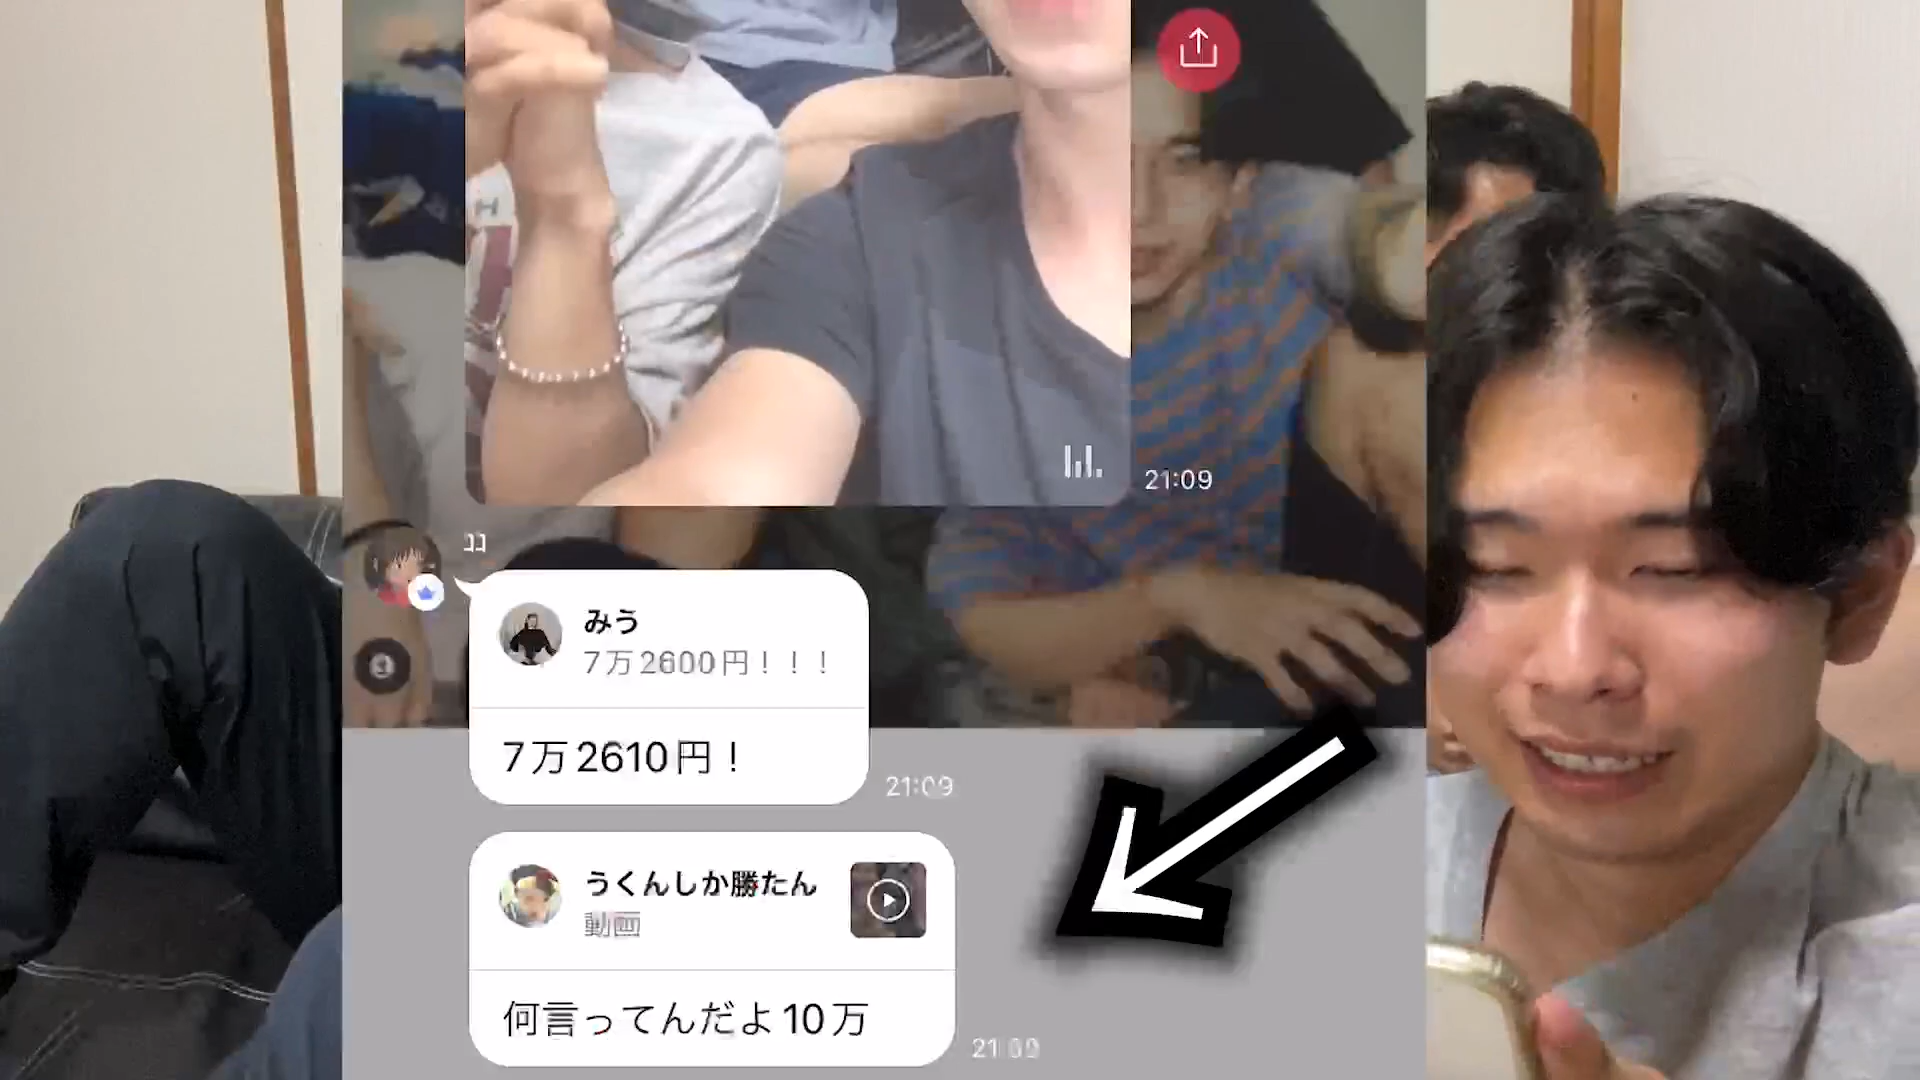 21:09
ココ
みう
7万2600円！！！
7万2610円！
21:09
うくんしか勝たん
動画
何言ってんだよ10万
21:09